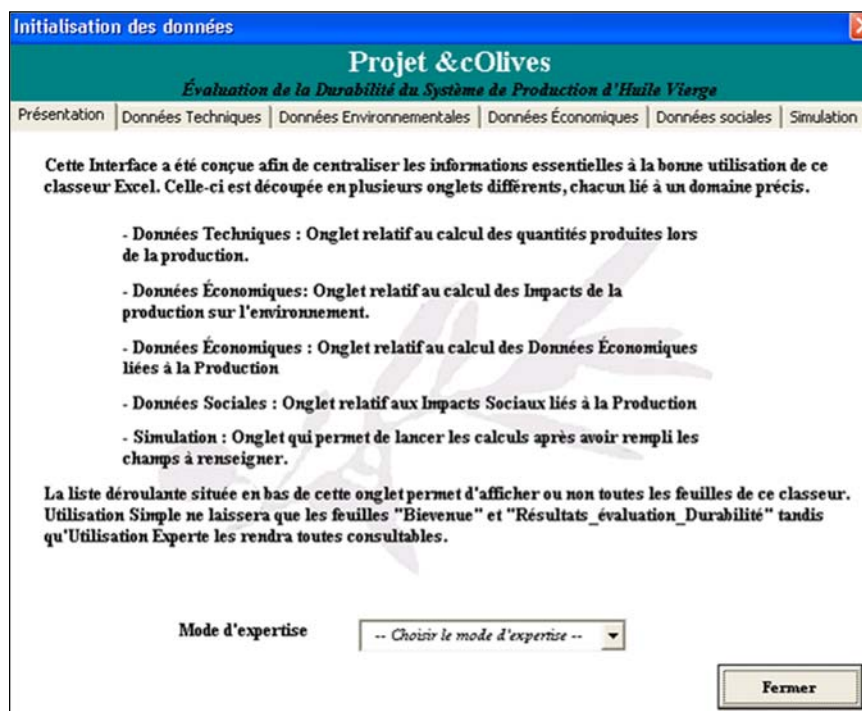 Initialisation des données
Projet &cOlives
Évaluation de la Durabilité du Système de Production d'Huile Vierge
Présentation Données Techniques Données Environnementales Données Économiques Données sociales Simulation
Cette Interface a été conçue afin de centraliser les informations essentielles à la bonne utilisation de ce
classeur Excel. Celle-ci est découpée en plusieurs onglets différents, chacun lié à un domaine précis.
- Données Techniques : Onglet relatif au calcul des quantités produites lors
de la production.
- Données Économiques: Onglet relatif au calcul des Impacts de la
production sur l'environnement.
- Données Économiques : Onglet relatif au calcul des Données Économiques
liées à la Production
- Données Sociales : Onglet relatif aux Impacts Sociaux liés à la Production
- Simulation : Onglet qui permet de lancer les calculs après avoir rempli les
champs à renseigner.
La liste déroulante située en bas de cette onglet permet d'afficher ou non toutes les feuilles de ce classeur.
Utilisation Simple ne laissera que les feuilles "Bievenue" et "Résultats_évaluation_Durabilité" tandis
qu'Utilisation Experte les rendra toutes consultables.
Mode d'expertise -- Choisir le mode d'expertise --
Fermer